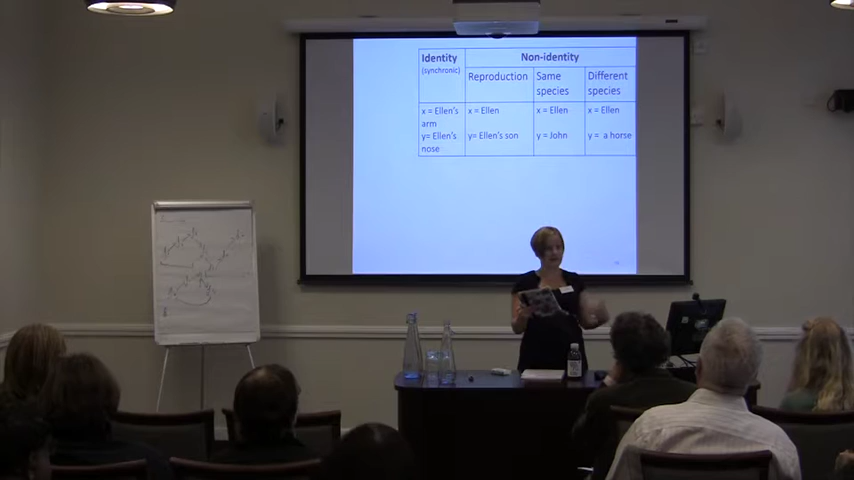 Identity
(synchronic)
Non-identity
Reproduction
Same
species
Different
species
x = Ellen's
arm
y= Ellen's
nose
x = Ellen
y= Ellen's son
x = Ellen
y = John
x = Ellen
y = a horse